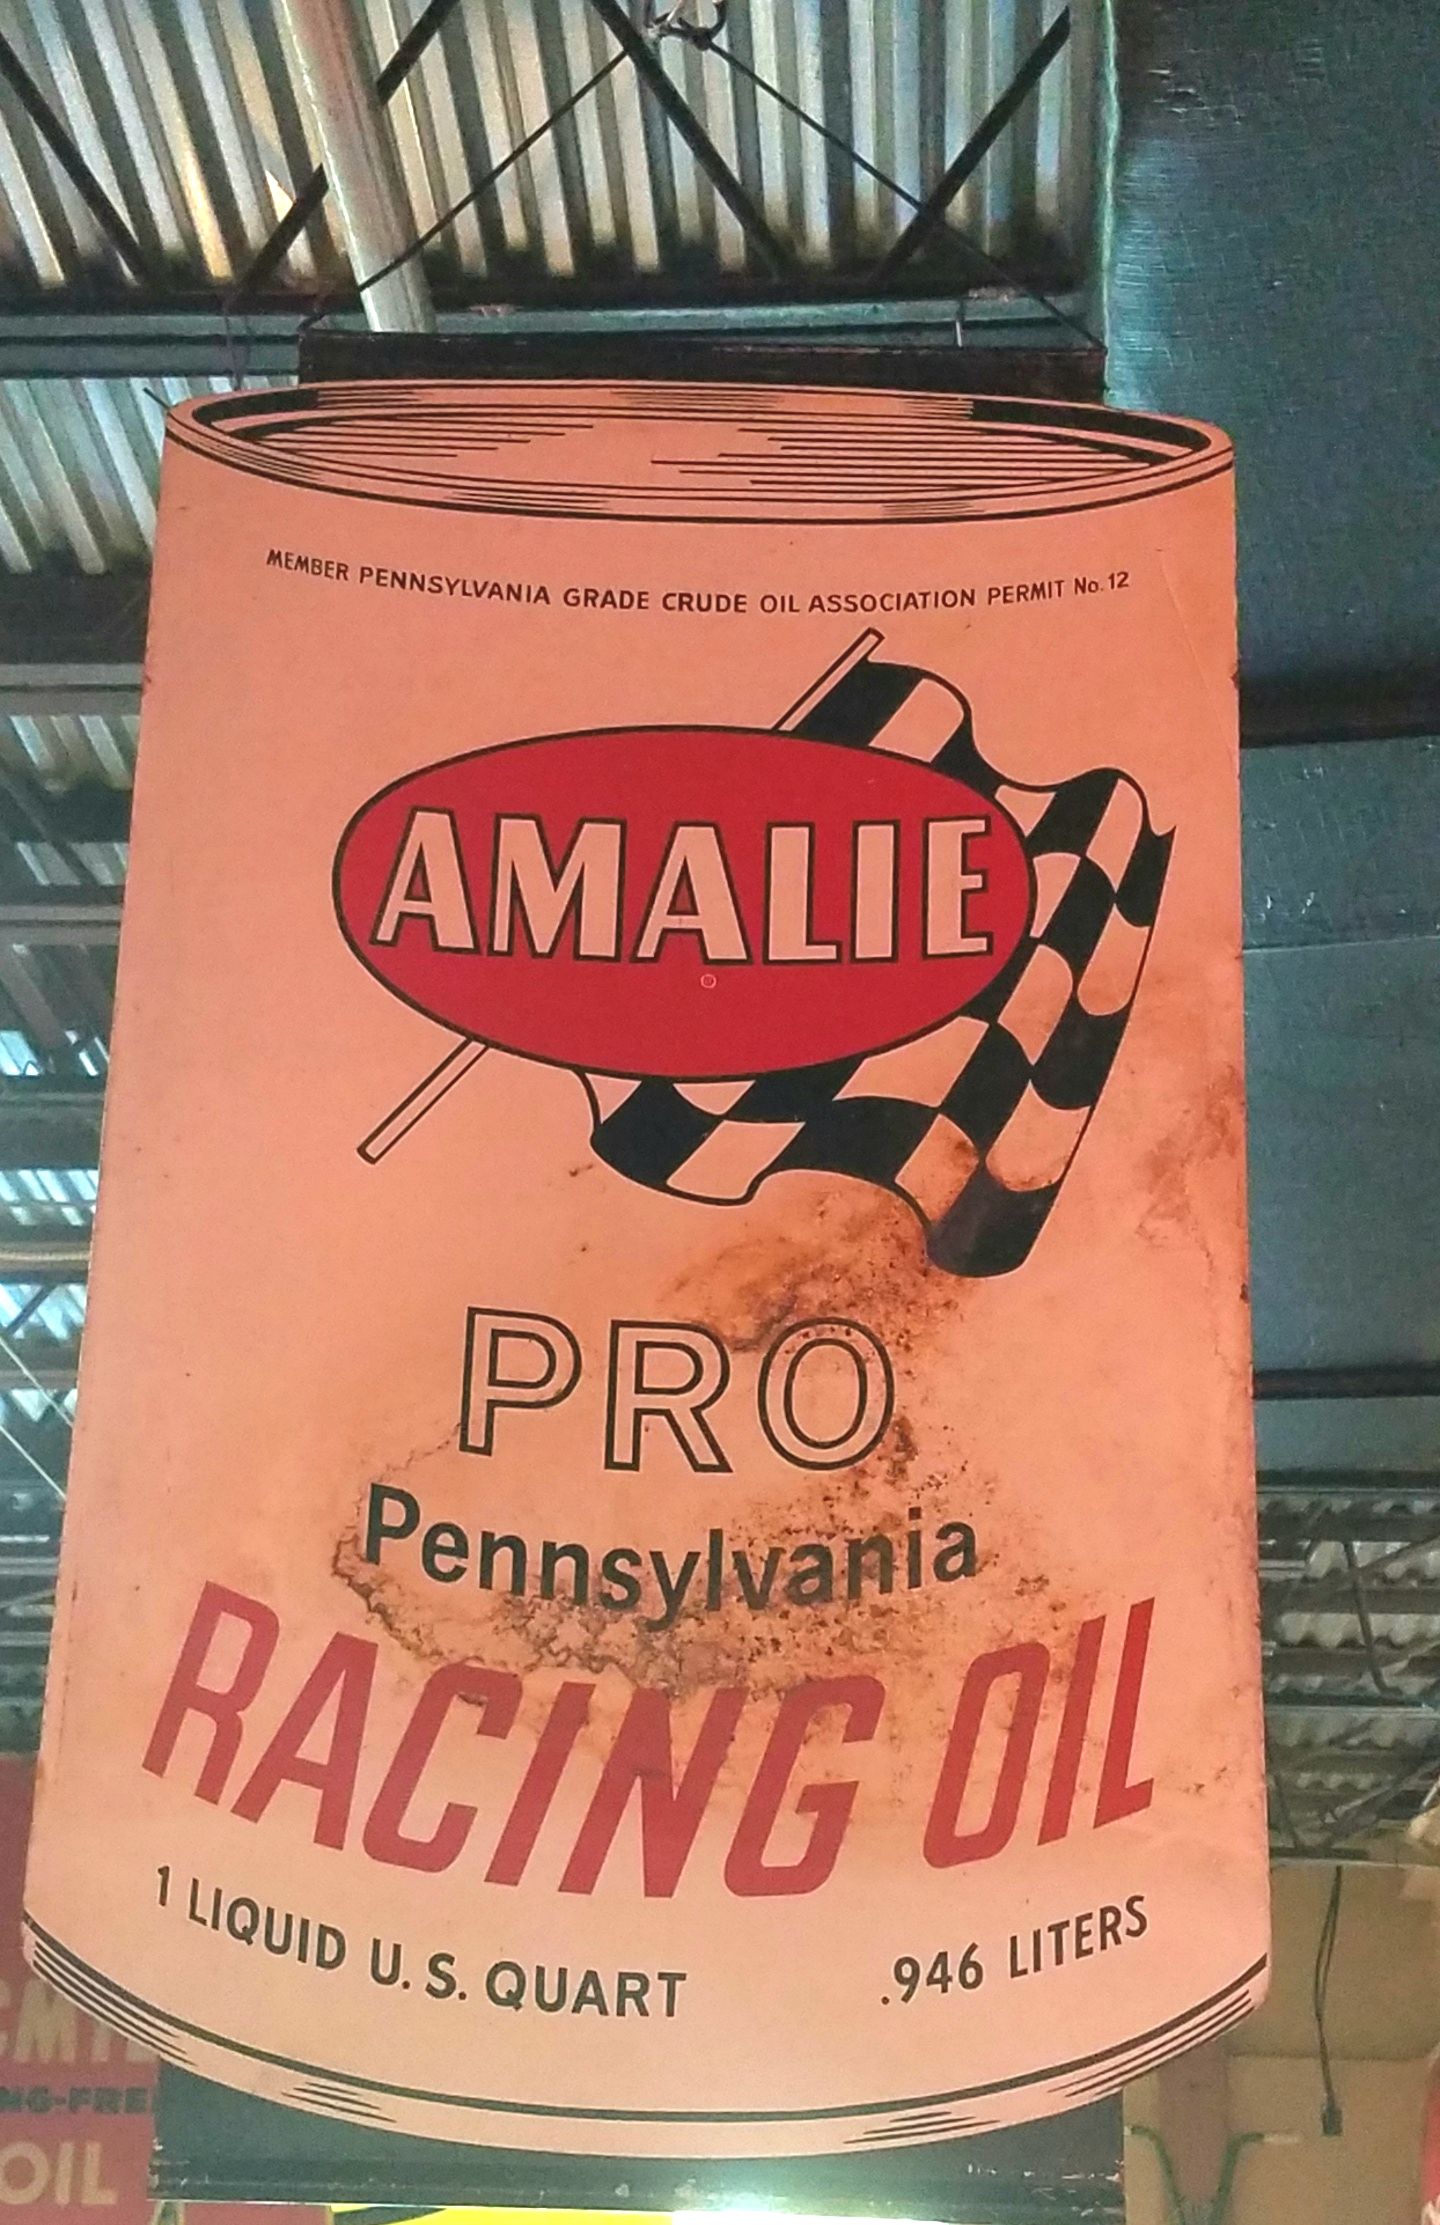 MEMBER PENNSYLVANIA GRADE CRUDE OIL ASSOCIATION PERMIT No. 12
AMALIE
PRO
Pennsylvania
RACING OIL
1 LIQUID U.S. QUART .946 LITERS
OIL